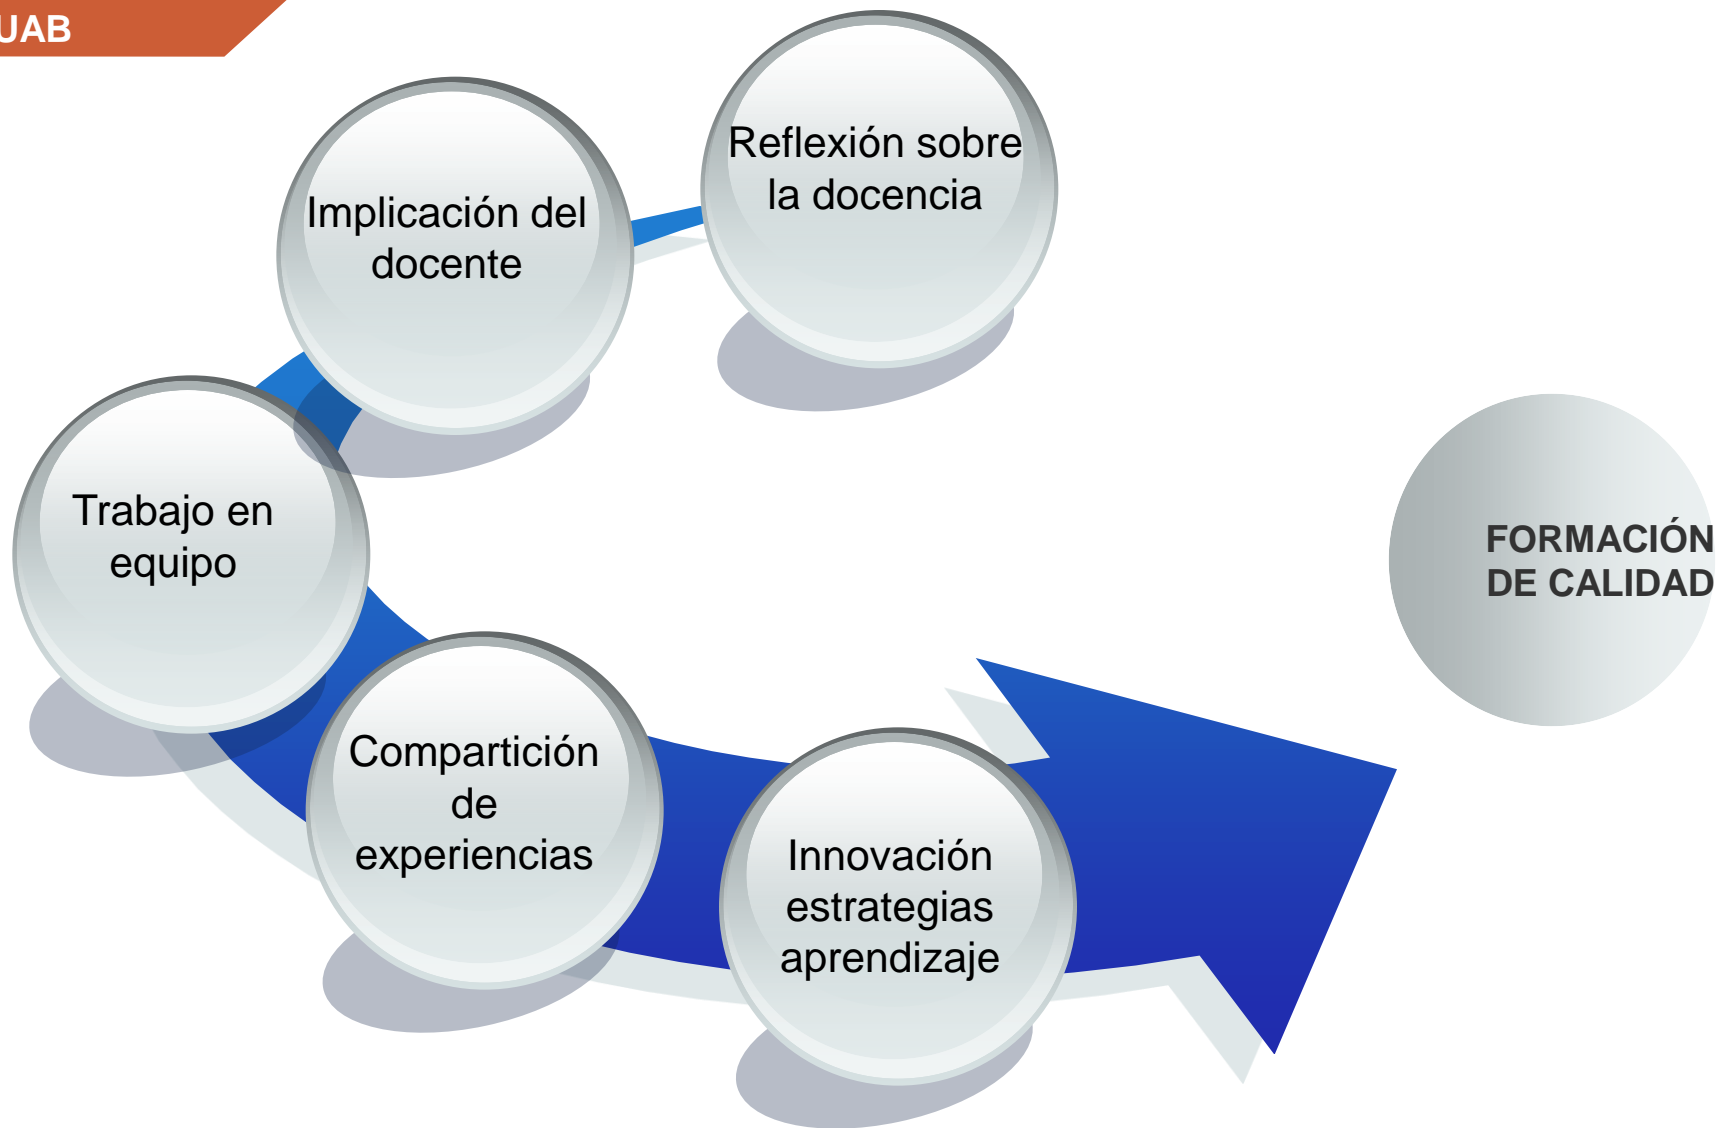 UAB
Reflexión sobre
la docencia
Implicación del
docente
Trabajo en
equipo
Compartición
de
experiencias
Innovación
estrategias
aprendizaje
FORMACIÓN
DE CALIDAD